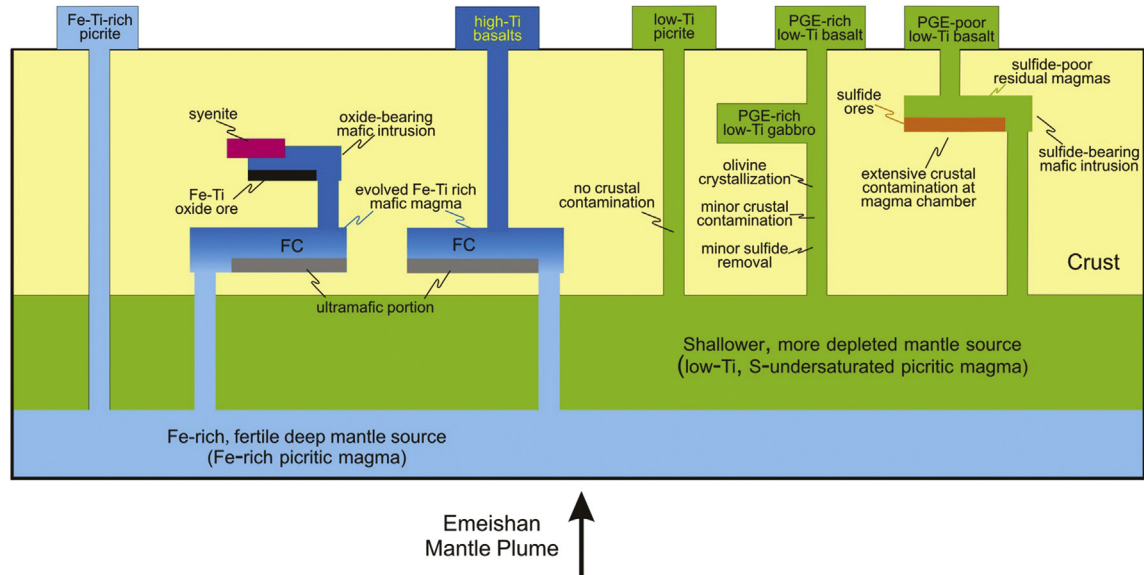 Fe-Ti-rich
picrite
high-Ti
basalts
low-Ti
picrite
PGE-rich
low-Ti basalt
PGE-poor
low-Ti basalt
syenite
oxide-bearing
mafic intrusion
Fe-Ti
oxide ore
evolved Fe-Ti rich
mafic magma
FC
FC
ultramafic portion
no crustal
contamination
PGE-rich
low-Ti gabbro
olivine
crystallization
minor crustal
contamination
minor sulfide
removal
sulfide
ores
sulfide-poor
residual magmas
extensive crustal
contamination at
magma chamber
sulfide-bearing
mafic intrusion
Crust
Shallower, more depleted mantle source
(low-Ti, S-undersaturated picritic magma)
Fe-rich, fertile deep mantle source
(Fe-rich picritic magma)
Emeishan
Mantle Plume